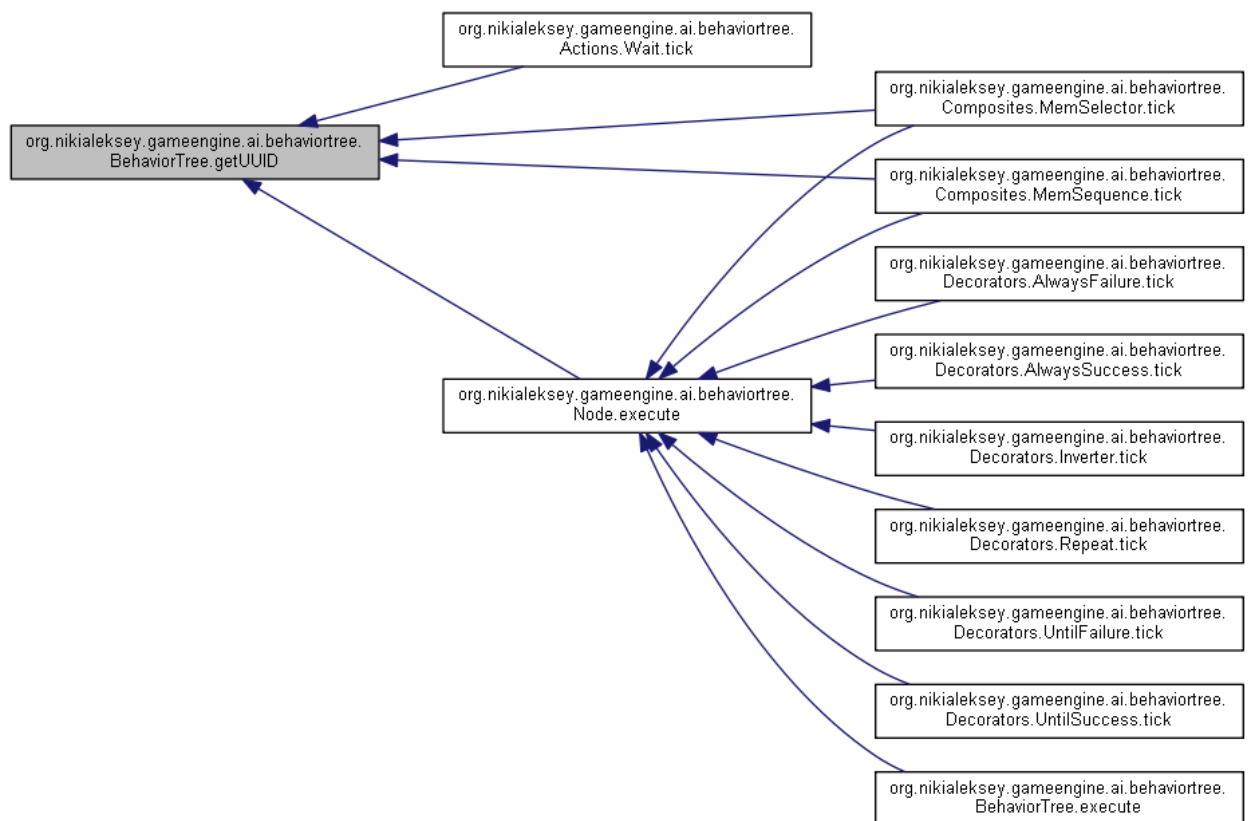 org.nikialeksey.gameengine.ai.behaviortree.
Actions.Wait.tick
org.nikialeksey.gameengine.ai.behaviortree.
BehaviorTree.getUUID
org.nikialeksey.gameengine.ai.behaviortree.
Composites.MemSelector.tick
org.nikialeksey.gameengine.ai.behaviortree.
Composites.MemSequence.tick
org.nikialeksey.gameengine.ai.behaviortree.
Decorators.AlwaysFailure.tick
org.nikialeksey.gameengine.ai.behaviortree.
Decorators.AlwaysSuccess.tick
org.nikialeksey.gameengine.ai.behaviortree.
Node.execute
org.nikialeksey.gameengine.ai.behaviortree.
Decorators.Inverter.tick
org.nikialeksey.gameengine.ai.behaviortree.
Decorators.Repeat.tick
org.nikialeksey.gameengine.ai.behaviortree.
Decorators.UntilFailure.tick
org.nikialeksey.gameengine.ai.behaviortree.
Decorators.UntilSuccess.tick
org.nikialeksey.gameengine.ai.behaviortree.
BehaviorTree.execute